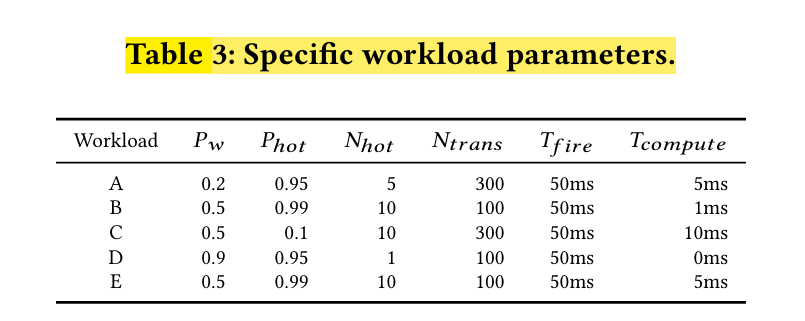 Table 3: Specific workload parameters.
Workload P_w P_hot N_hot N_trans T_fire T_compute
A 0.2 0.95 5 300 50ms 5ms
B 0.5 0.99 10 100 50ms 1ms
C 0.5 0.1 10 300 50ms 10ms
D 0.9 0.95 1 100 50ms 0ms
E 0.5 0.99 10 100 50ms 5ms